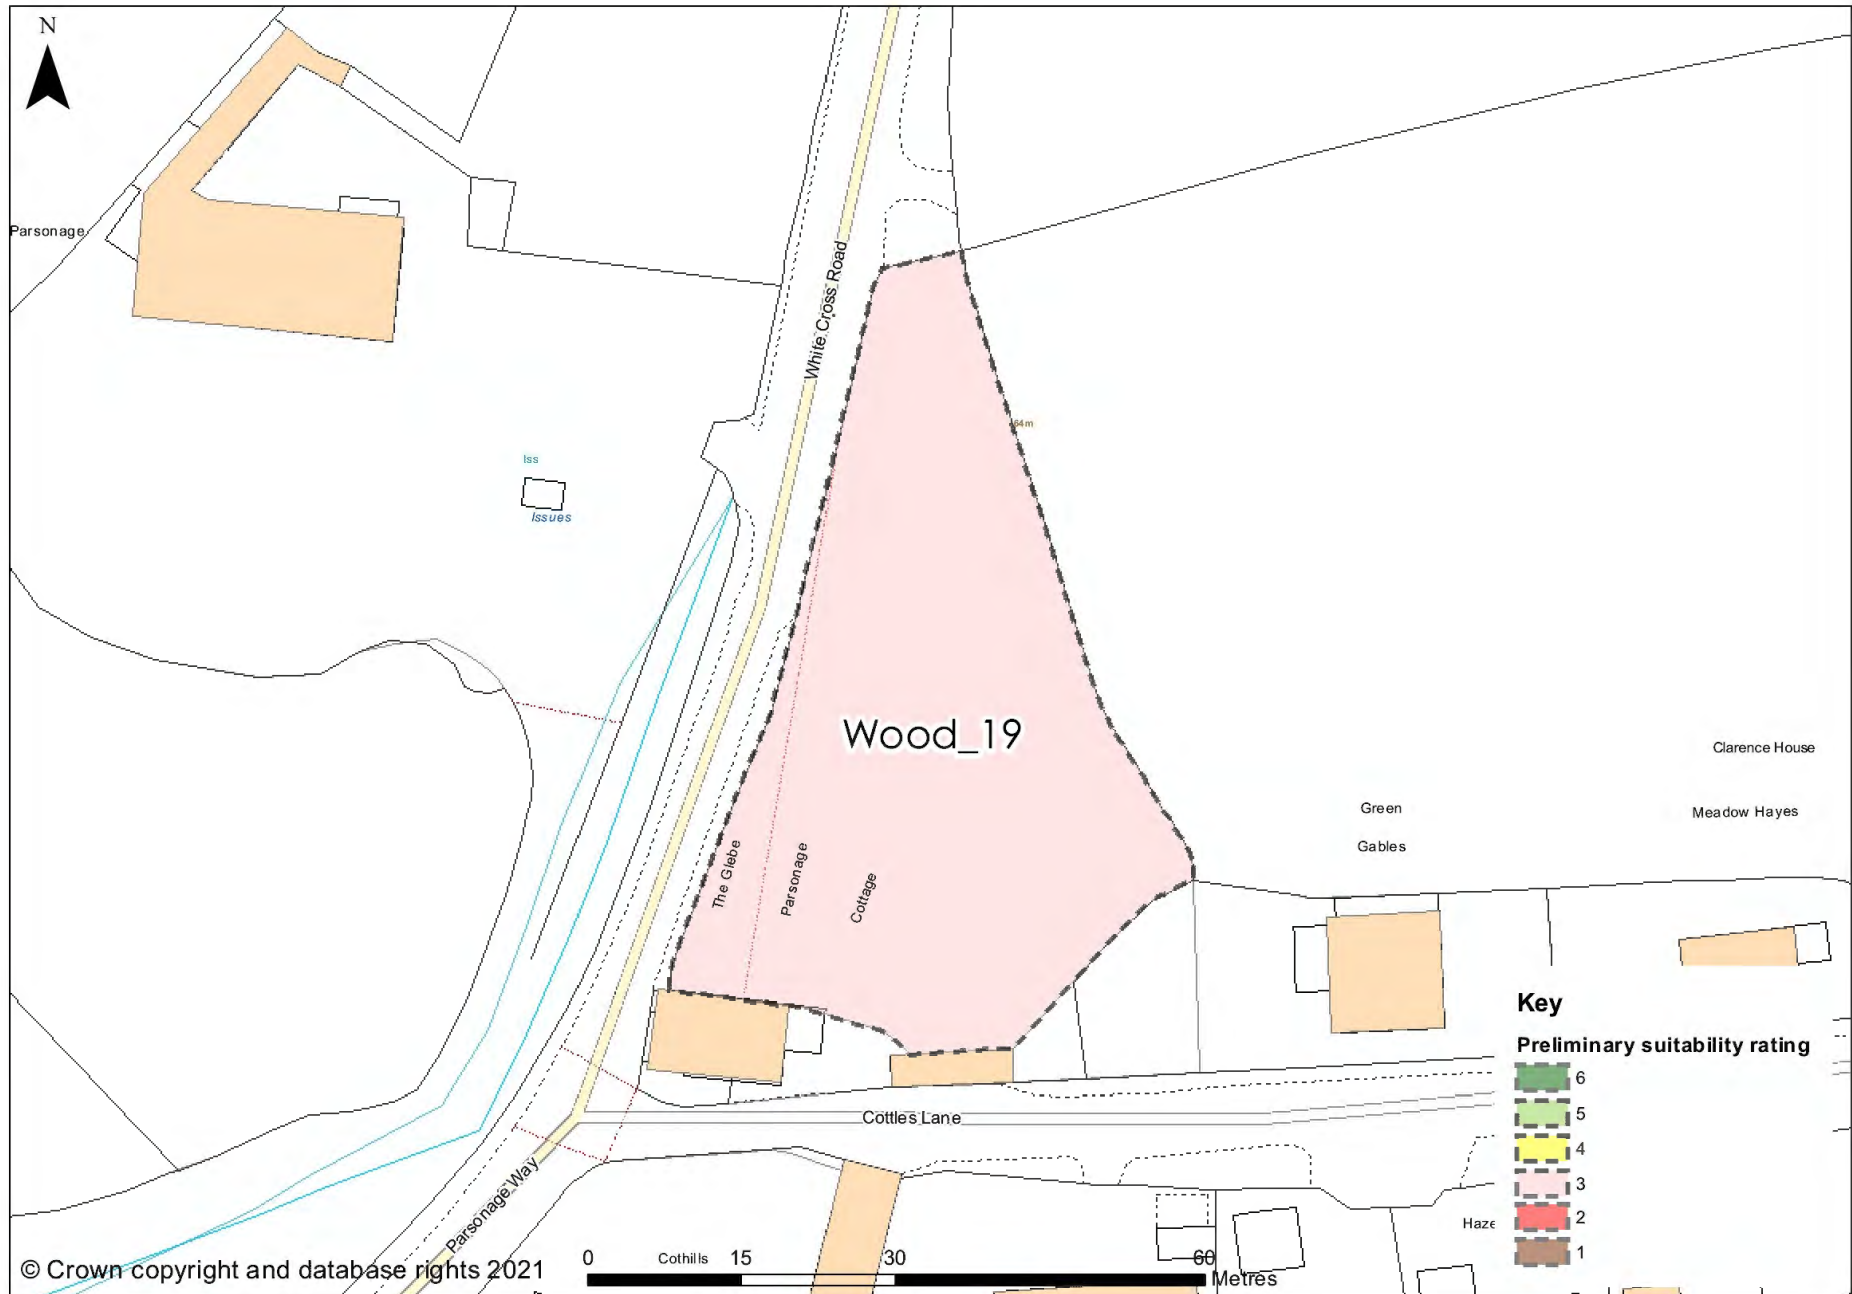 N
Parsonage
White Cross Road
64m
Iss
Issues
Wood_19
Clarence House
Green
Gables
Meadow Hayes
The Glebe
Parsonage
Cottage
Key
Preliminary suitability rating
6
5
4
3
2
1
Cottles Lane
Parsonage Way
Haze
Cothills
0 15 30 60
Metres
© Crown copyright and database rights 2021